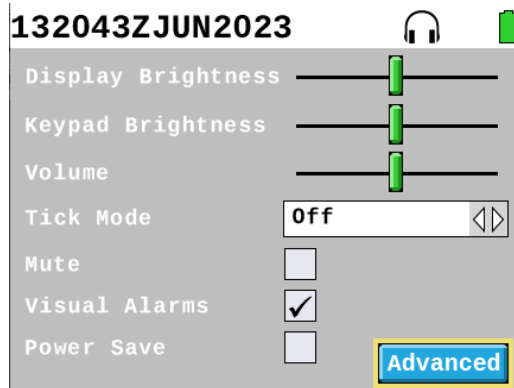 132043ZJUN2023
Display Brightness
Keypad Brightness
Volume
Tick Mode Off
Mute
Visual Alarms
Power Save
Advanced